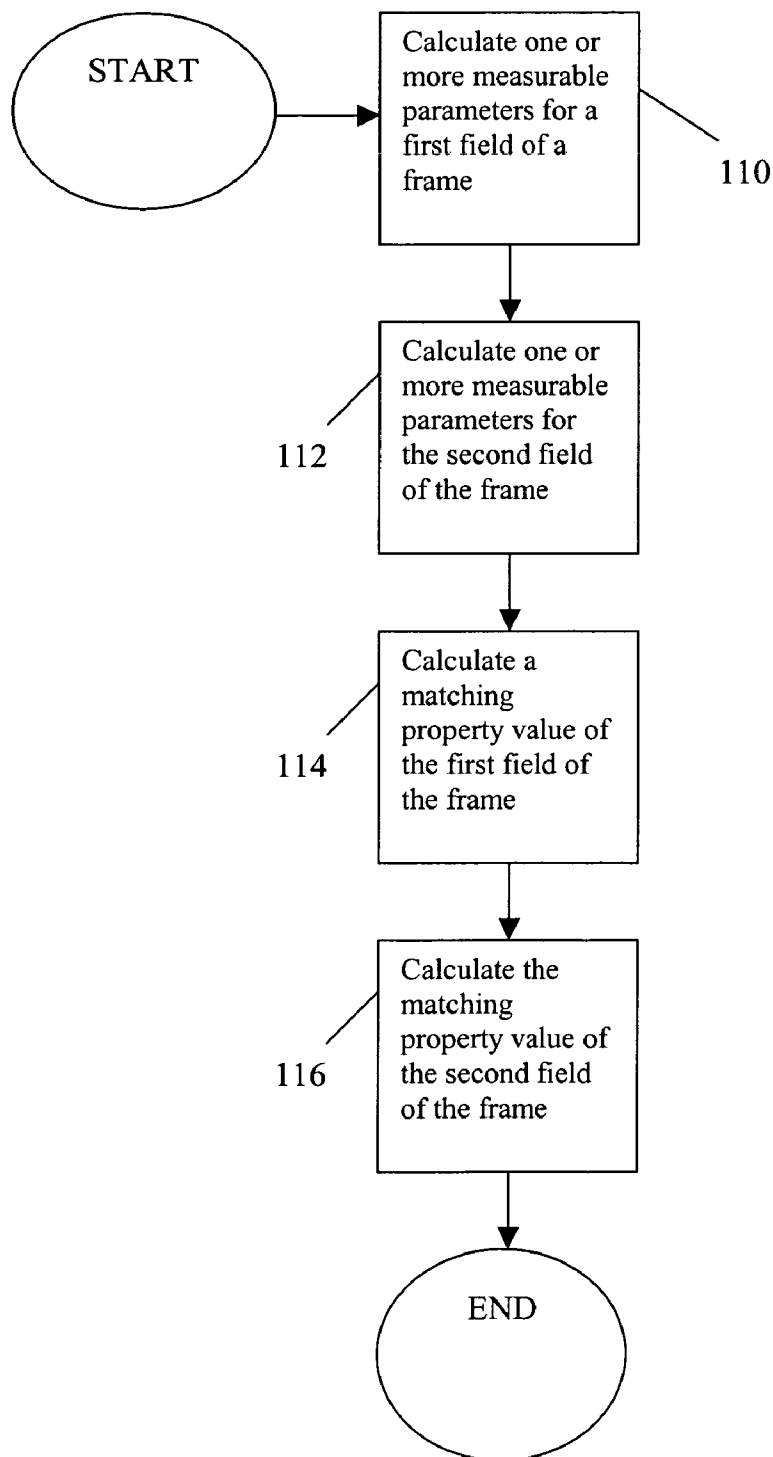 START
Calculate one or
more measurable
parameters for a
first field of a
frame
110
Calculate one or
more measurable
parameters for
the second field
of the frame
112
Calculate a
matching
property value of
the first field of
the frame
114
Calculate the
matching
property value of
the second field
of the frame
116
END